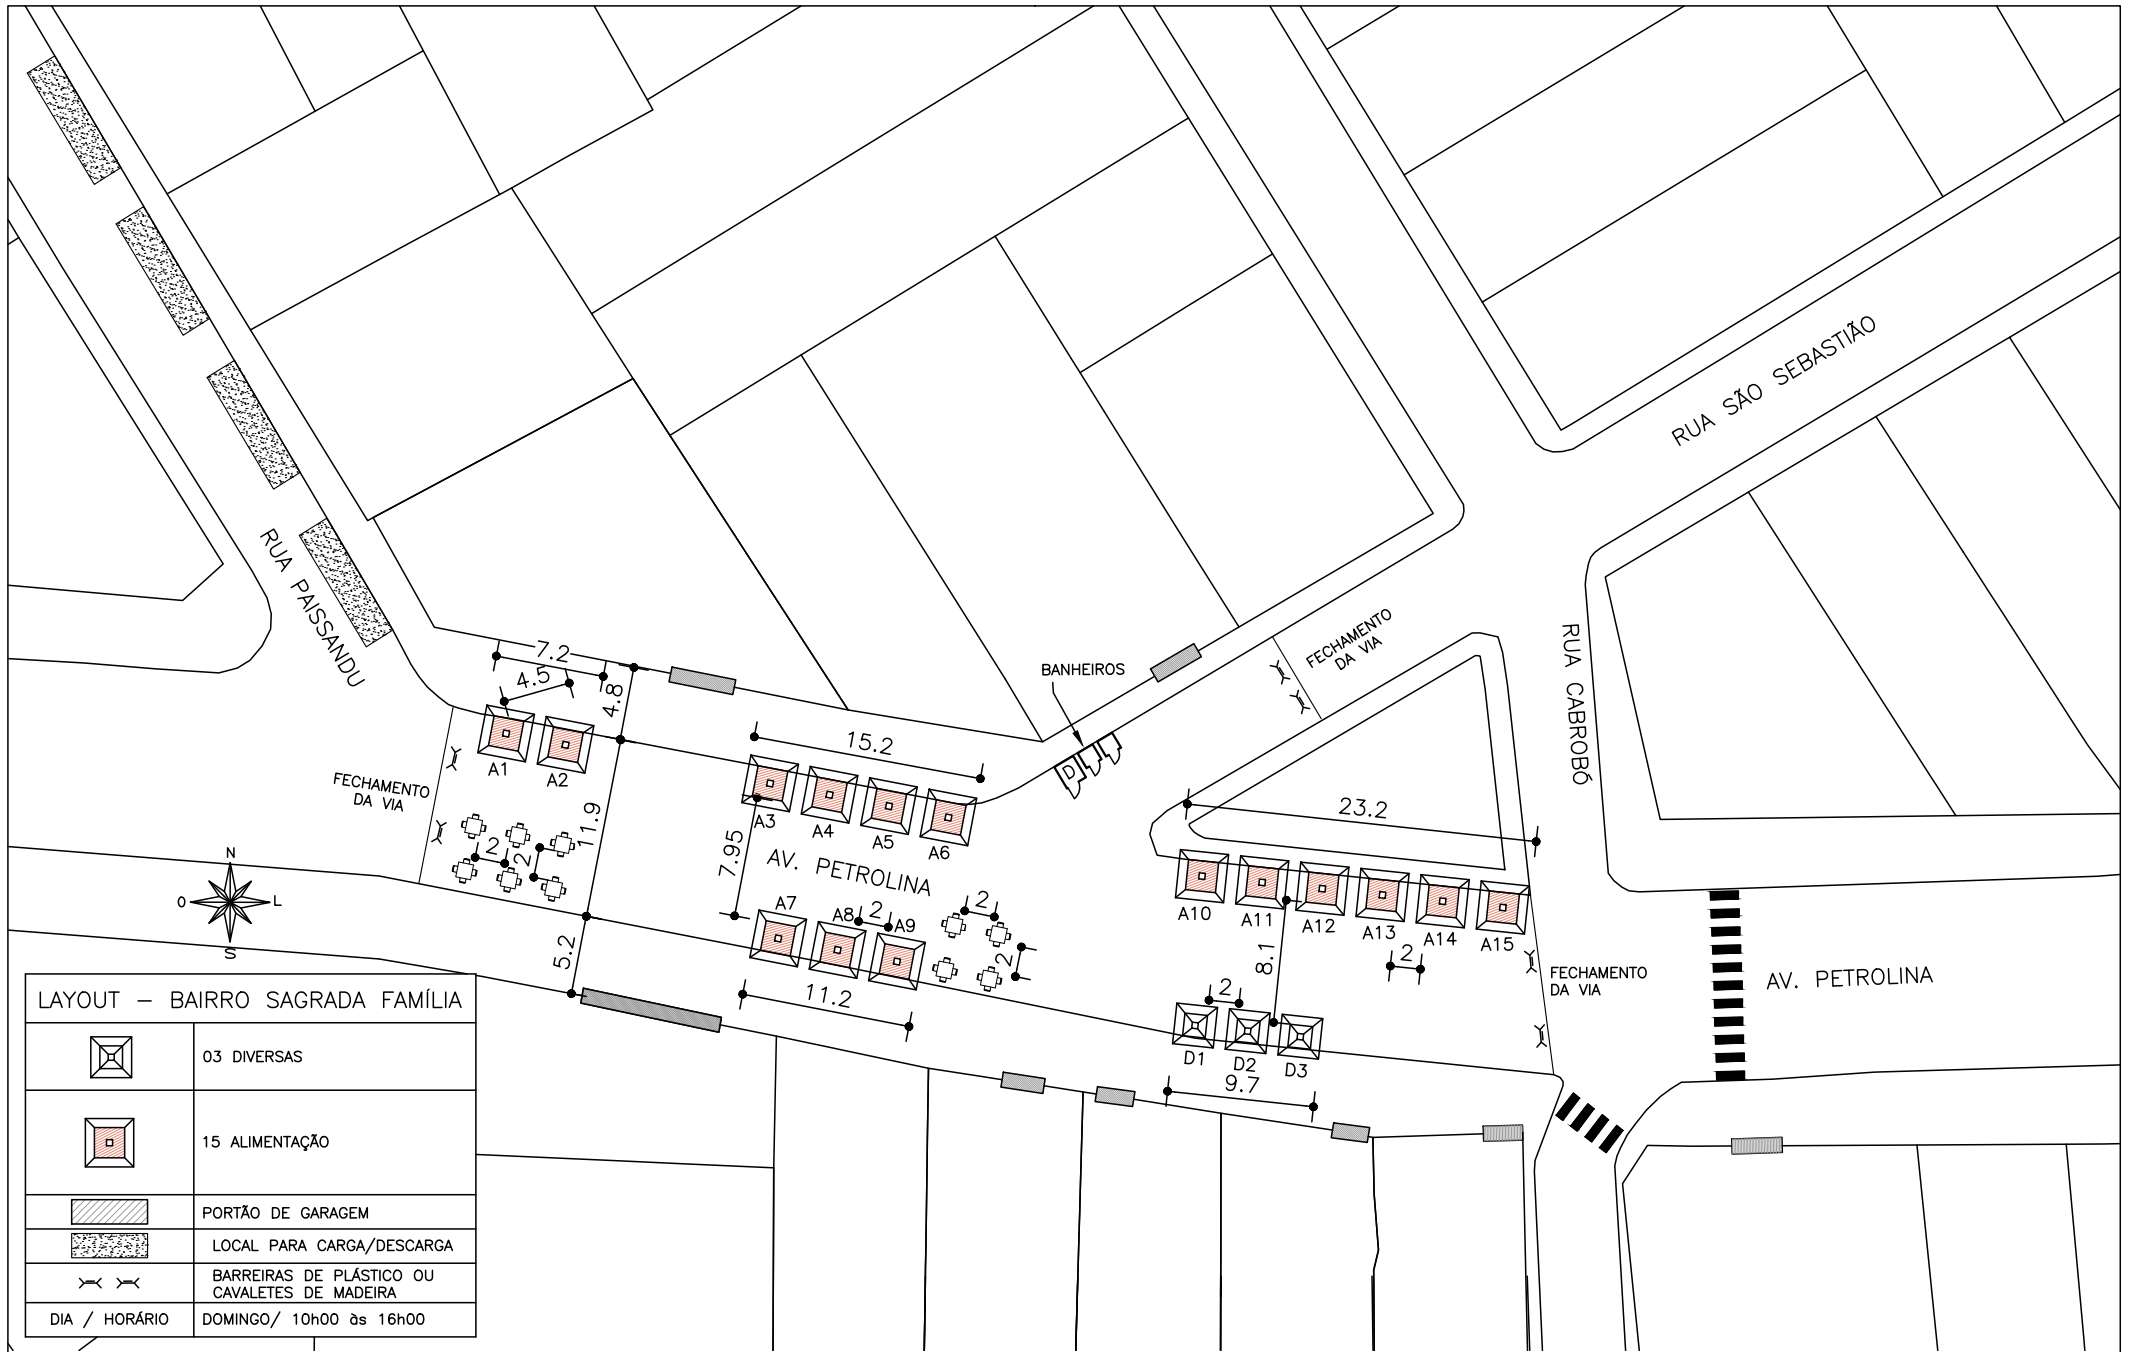 RUA SÃO SEBASTIÃO
RUA PAISSANDU
RUA CABROBÓ
FECHAMENTO
DA VIA
BANHEIROS
D
7.2
4.5
4.8
15.2
A1
A2
A3
A4
A5
A6
FECHAMENTO
DA VIA
11.9
7.95
AV. PETROLINA
2
2
23.2
A10
A11
A12
A13
A14
A15
A7
A8
A9
2
2
2
5.2
11.2
8.1
2
2
D1
D2
D3
9.7
FECHAMENTO
DA VIA
AV. PETROLINA
N
O
L
S
LAYOUT – BAIRRO SAGRADA FAMÍLIA
03 DIVERSAS
15 ALIMENTAÇÃO
PORTÃO DE GARAGEM
LOCAL PARA CARGA/DESCARGA
BARREIRAS DE PLÁSTICO OU
CAVALETES DE MADEIRA
DIA / HORÁRIO
DOMINGO/ 10h00 às 16h00